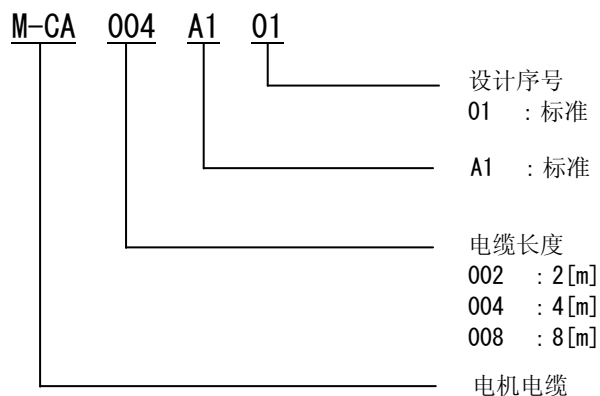 M-CA 004 A1 01
设计序号
01 : 标准
A1 : 标准
电缆长度
002 : 2[m]
004 : 4[m]
008 : 8[m]
电机电缆